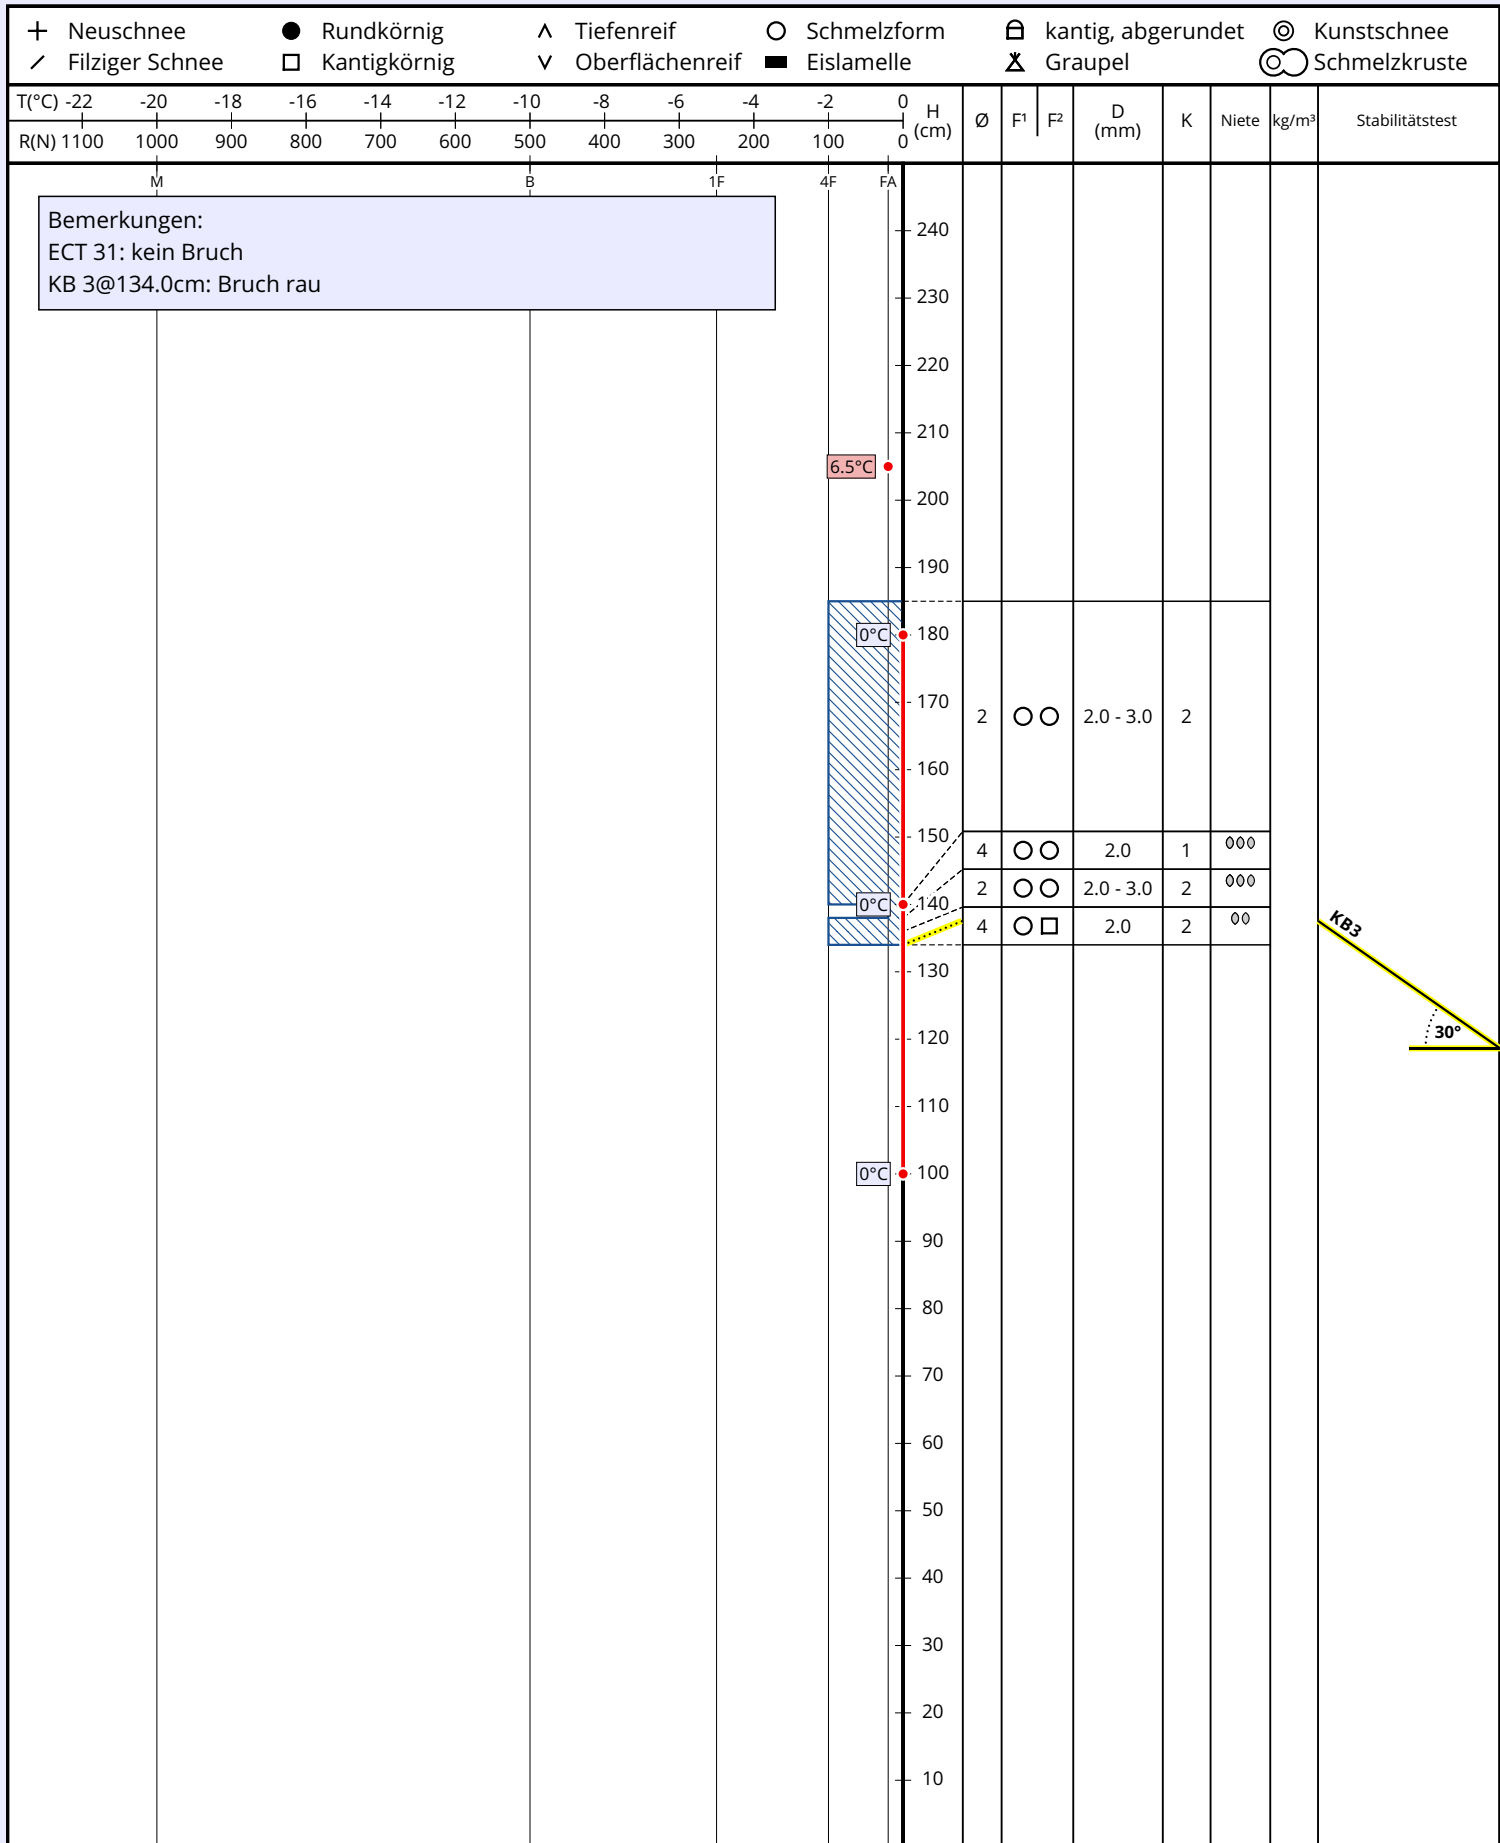 Neuschnee Rundkörnig Tiefenreif Schmelzform kantig, abgerundet Kunstschnee
Filziger Schnee Kantigkörnig Oberflächenreif Eislamelle Graupel Schmelzkruste
T(°C) -22 -20 -18 -16 -14 -12 -10 -8 -6 -4 -2 0
R(N) 1100 1000 900 800 700 600 500 400 300 200 100 0
H (cm) Ø F¹ F² D (mm) K Niete kg/m³ Stabilitätstest
M B 1F 4F FA
Bemerkungen:
ECT 31: kein Bruch
KB 3@134.0cm: Bruch rau
240
230
220
210
6.5°C
200
190
0°C 180
170
2 2.0 - 3.0 2
160
150
4 2.0 1
2 2.0 - 3.0 2
0°C 140
4 2.0 2
KB3
130
120
30°
110
0°C 100
90
80
70
60
50
40
30
20
10